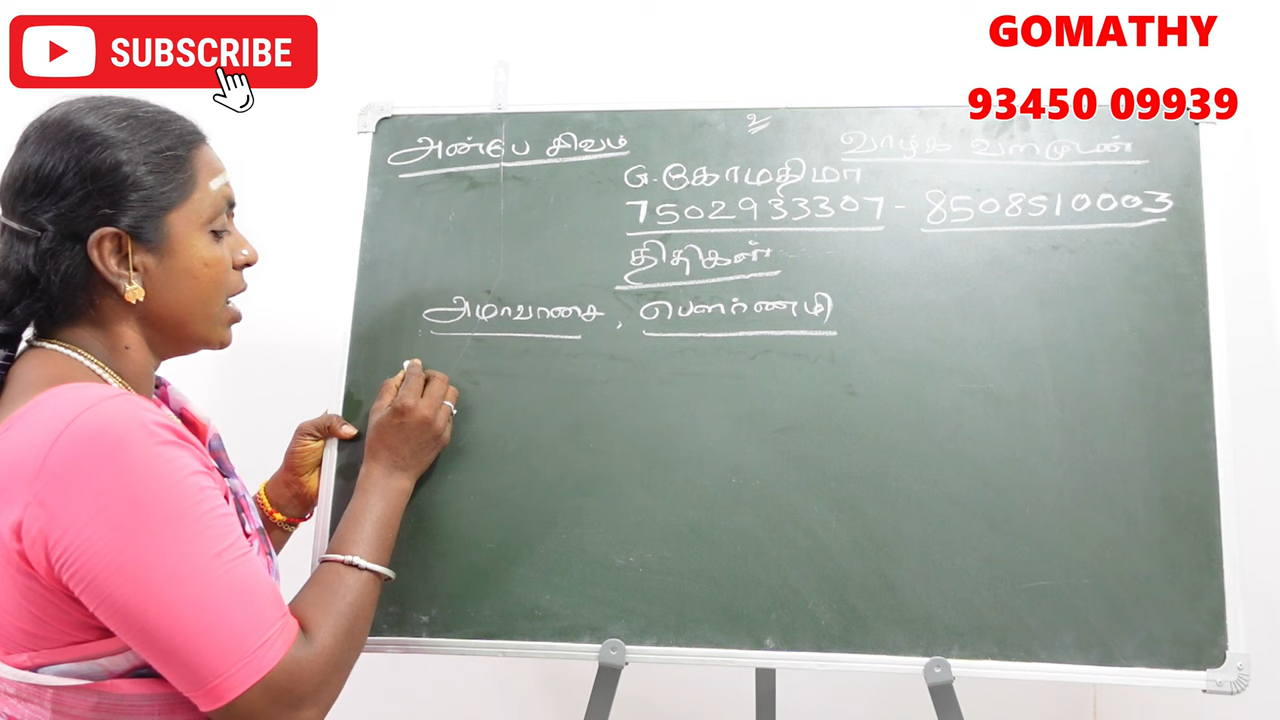 SUBSCRIBE
GOMATHY
93450 09939
உ
அன்பே சிவம் வாழ்க வளமுடன்
G.கோமதிமா
7502933307 - 8508510003
திதிகள்
அமாவாசை, பௌர்ணமி